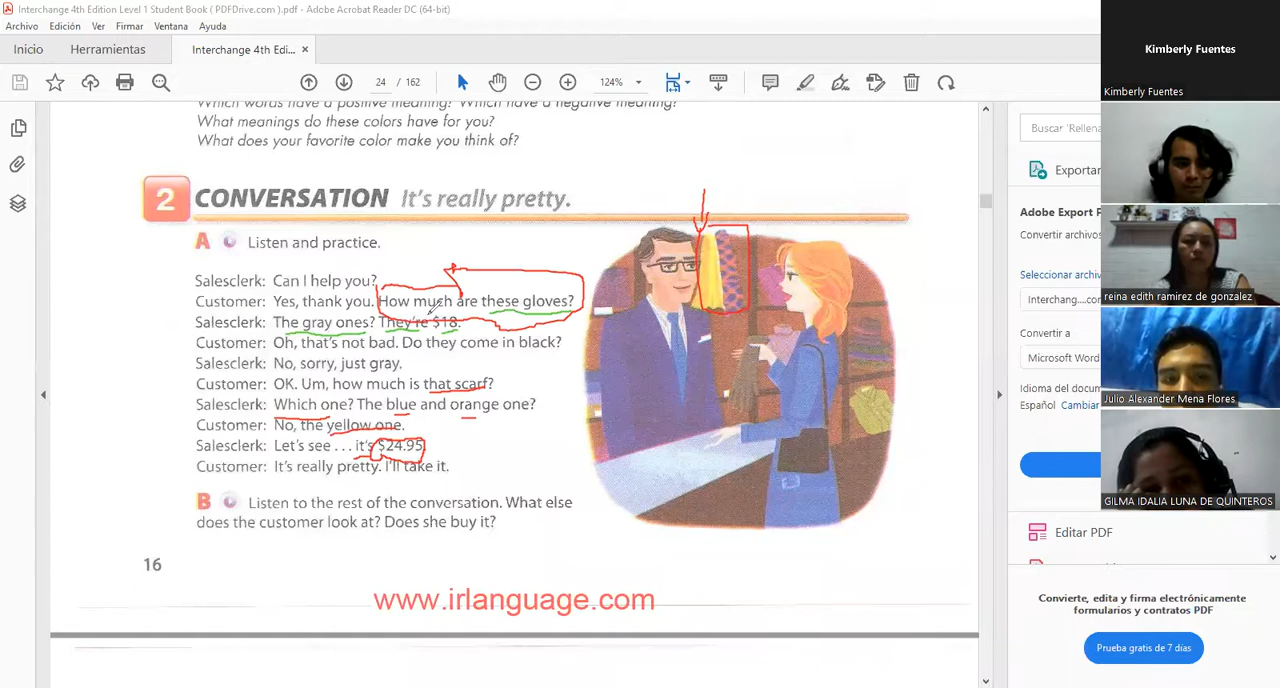 Interchange 4th Edition Level 1 Student Book ( PDFDrive.com ).pdf - Adobe Acrobat Reader DC (64-bit)
Archivo Edición Ver Firmar Ventana Ayuda
Inicio Herramientas Interchange 4th Edi... ×
24 / 162 124%
Which words have a positive meaning? Which have a negative meaning?
What meanings do these colors have for you?
What does your favorite color make you think of?
2 CONVERSATION It's really pretty.
A Listen and practice.
Salesclerk: Can I help you?
Customer: Yes, thank you. How much are these gloves?
Salesclerk: The gray ones? They're $18.
Customer: Oh, that's not bad. Do they come in black?
Salesclerk: No, sorry, just gray.
Customer: OK. Um, how much is that scarf?
Salesclerk: Which one? The blue and orange one?
Customer: No, the yellow one.
Salesclerk: Let's see . . . it's $24.95
Customer: It's really pretty. I'll take it.
B Listen to the rest of the conversation. What else
does the customer look at? Does she buy it?
16
www.irlanguage.com
Buscar 'Rellena
Exportar
Adobe Export P
Convertir archivos
Seleccionar archivo
Interchang....co
Convertir a
Microsoft Word
Idioma del docum
Español Cambiar
Editar PDF
Convierte, edita y firma electrónicamente
formularios y contratos PDF
Prueba gratis de 7 días
Kimberly Fuentes
Kimberly Fuentes
reina edith ramirez de gonzalez
Julio Alexander Mena Flores
GILMA IDALIA LUNA DE QUINTEROS